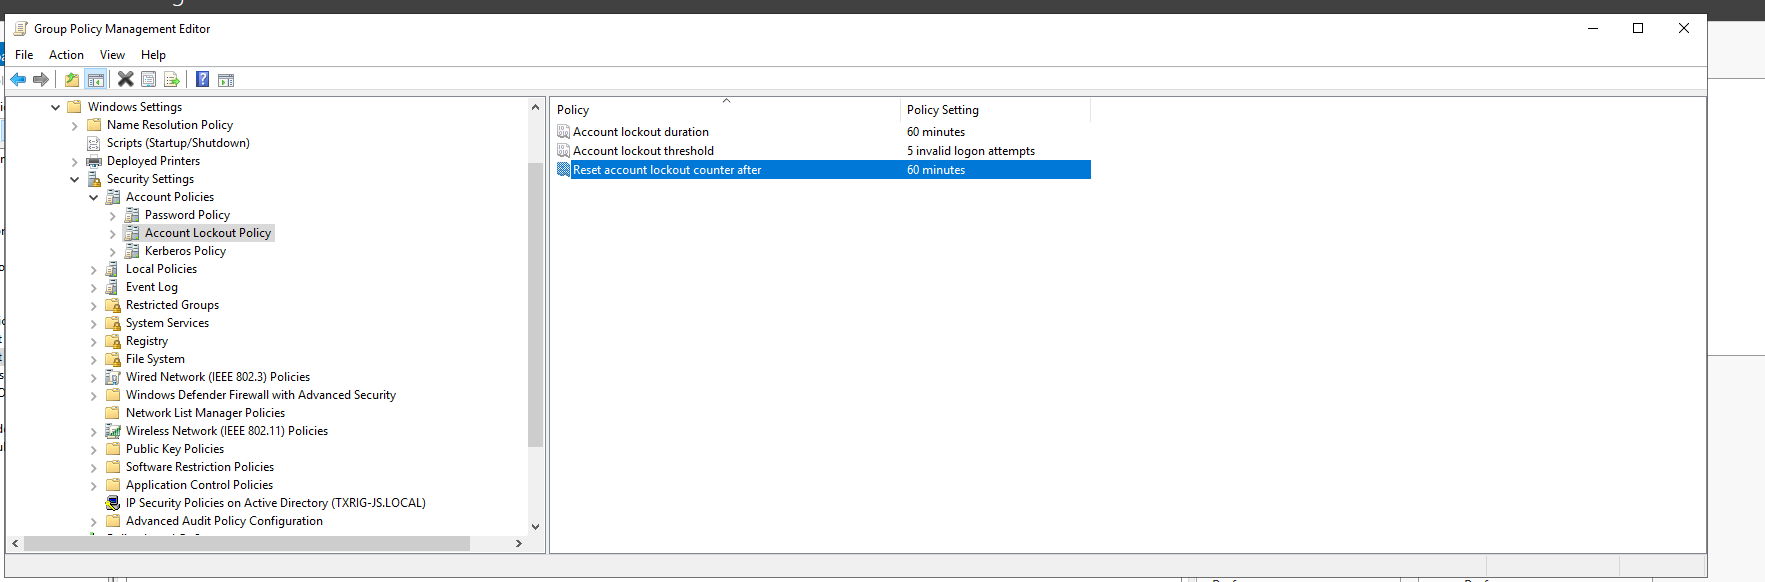 Group Policy Management Editor
File Action View Help
Windows Settings
Name Resolution Policy
Scripts (Startup/Shutdown)
Deployed Printers
Security Settings
Account Policies
Password Policy
Account Lockout Policy
Kerberos Policy
Local Policies
Event Log
Restricted Groups
System Services
Registry
File System
Wired Network (IEEE 802.3) Policies
Windows Defender Firewall with Advanced Security
Network List Manager Policies
Wireless Network (IEEE 802.11) Policies
Public Key Policies
Software Restriction Policies
Application Control Policies
IP Security Policies on Active Directory (TXRIG-JS.LOCAL)
Advanced Audit Policy Configuration
Policy Policy Setting
Account lockout duration 60 minutes
Account lockout threshold 5 invalid logon attempts
Reset account lockout counter after 60 minutes